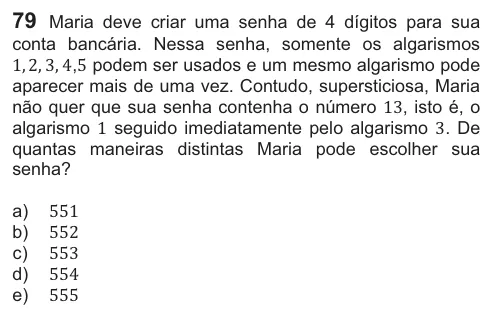 79 Maria deve criar uma senha de 4 dígitos para sua
conta bancária. Nessa senha, somente os algarismos
1,2,3,4,5 podem ser usados e um mesmo algarismo pode
aparecer mais de uma vez. Contudo, supersticiosa, Maria
não quer que sua senha contenha o número 13, isto é, o
algarismo 1 seguido imediatamente pelo algarismo 3. De
quantas maneiras distintas Maria pode escolher sua
senha?
a) 551
b) 552
c) 553
d) 554
e) 555